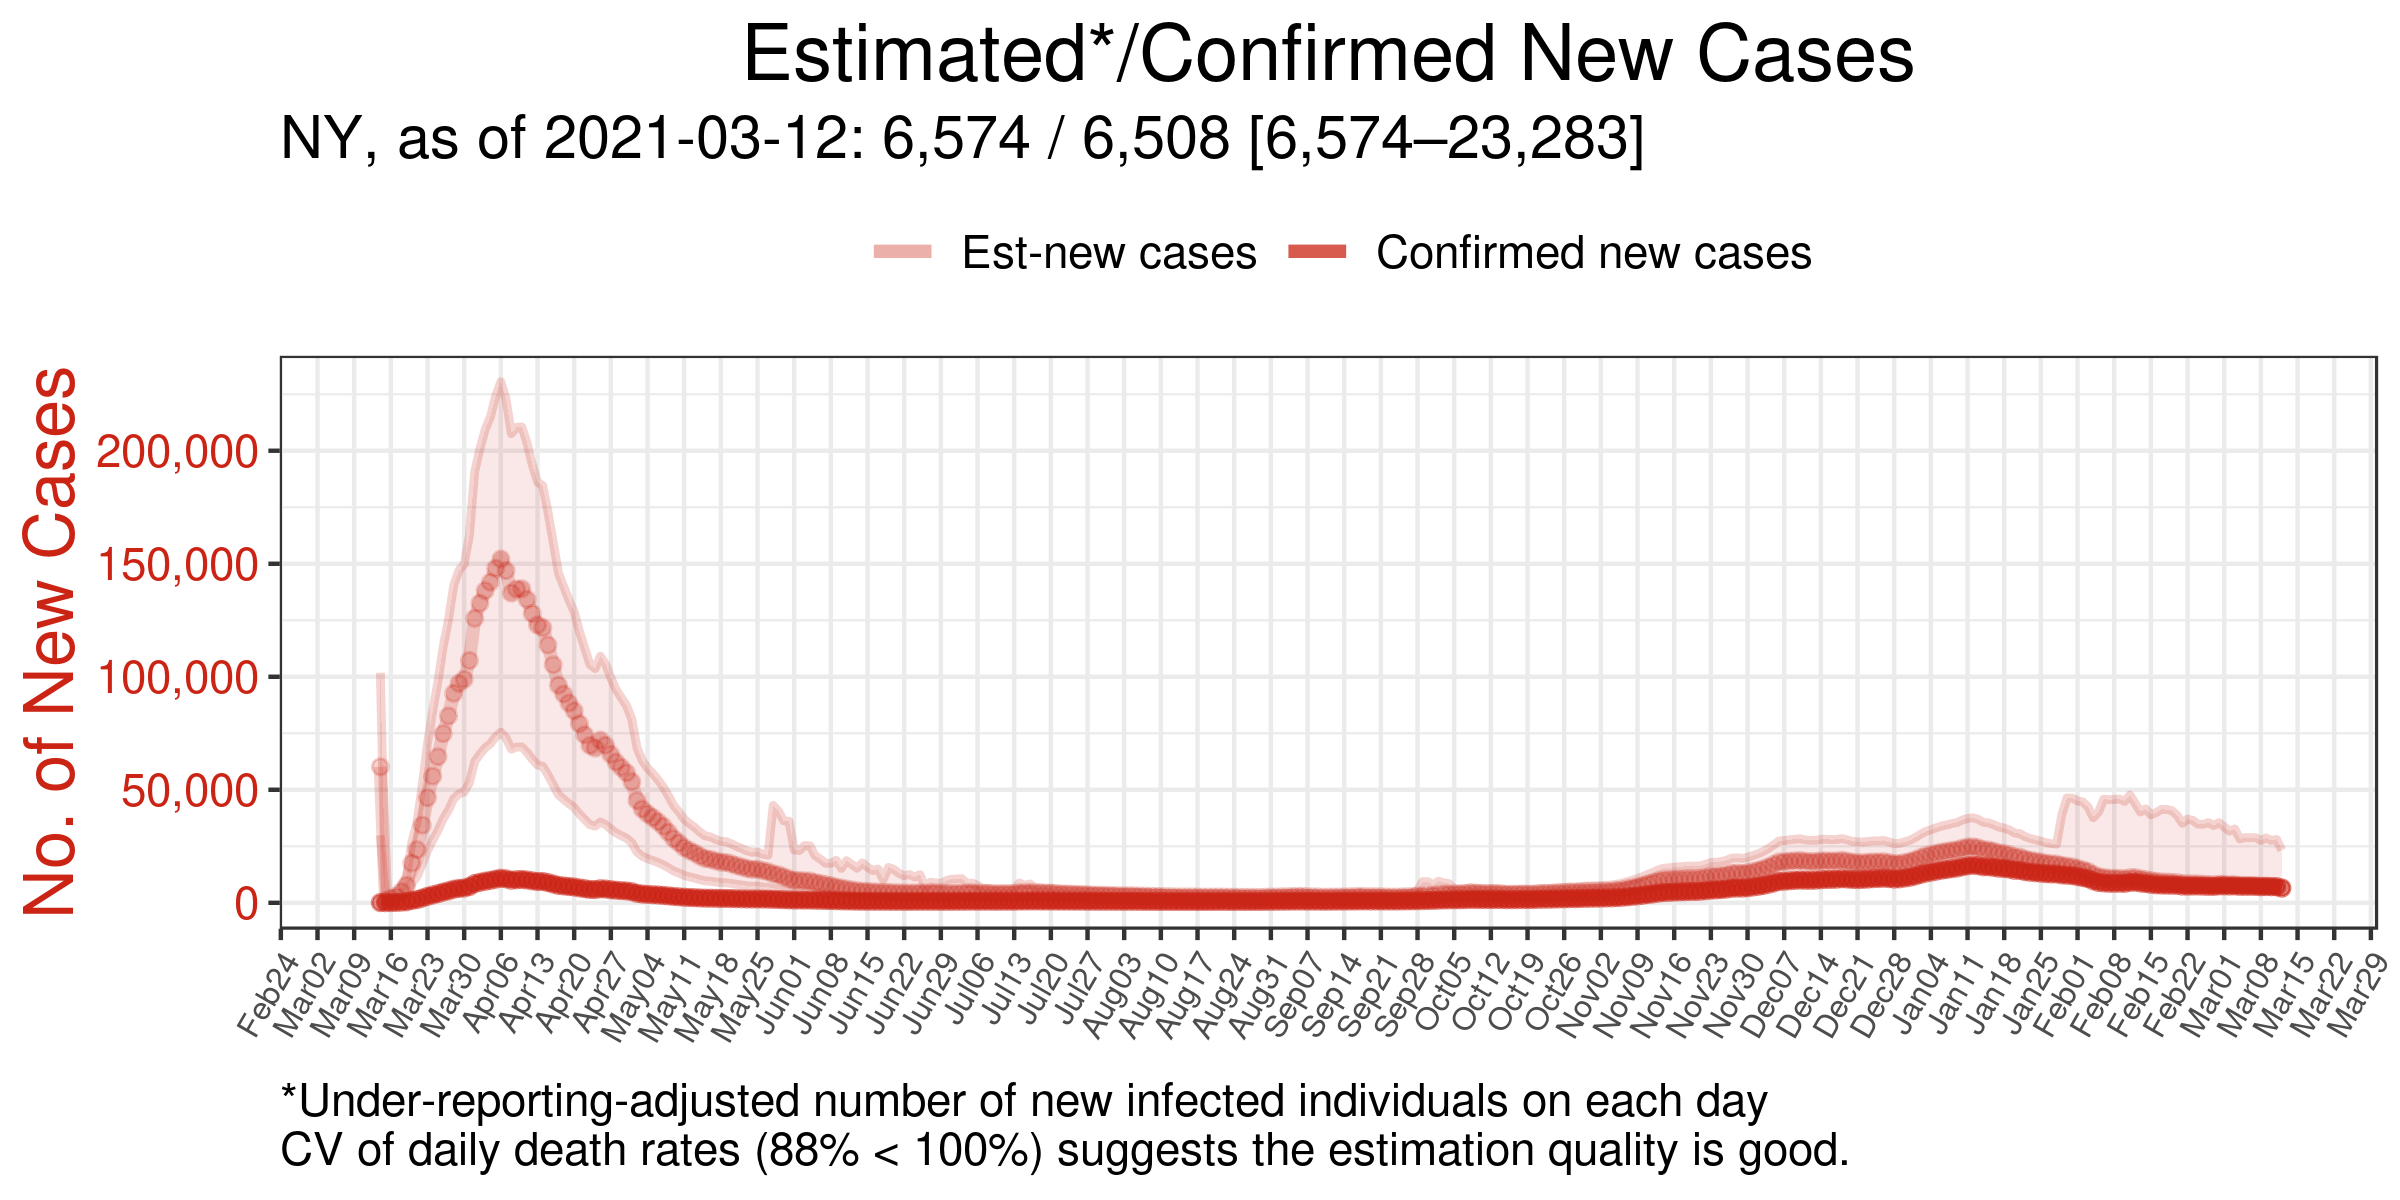 Estimated*/Confirmed New Cases
NY, as of 2021-03-12: 6,574 / 6,508 [6,574–23,283]
Est-new cases
Confirmed new cases
No. of New Cases
200,000
150,000
100,000
50,000
0
Feb24
Mar02
Mar09
Mar16
Mar23
Mar30
Apr06
Apr13
Apr20
Apr27
May04
May11
May18
May25
Jun01
Jun08
Jun15
Jun22
Jun29
Jul06
Jul13
Jul20
Jul27
Aug03
Aug10
Aug17
Aug24
Aug31
Sep07
Sep14
Sep21
Sep28
Oct05
Oct12
Oct19
Oct26
Nov02
Nov09
Nov16
Nov23
Nov30
Dec07
Dec14
Dec21
Dec28
Jan04
Jan11
Jan18
Jan25
Feb01
Feb08
Feb15
Feb22
Mar01
Mar08
Mar15
Mar22
Mar29
*Under-reporting-adjusted number of new infected individuals on each day
CV of daily death rates (88% < 100%) suggests the estimation quality is good.